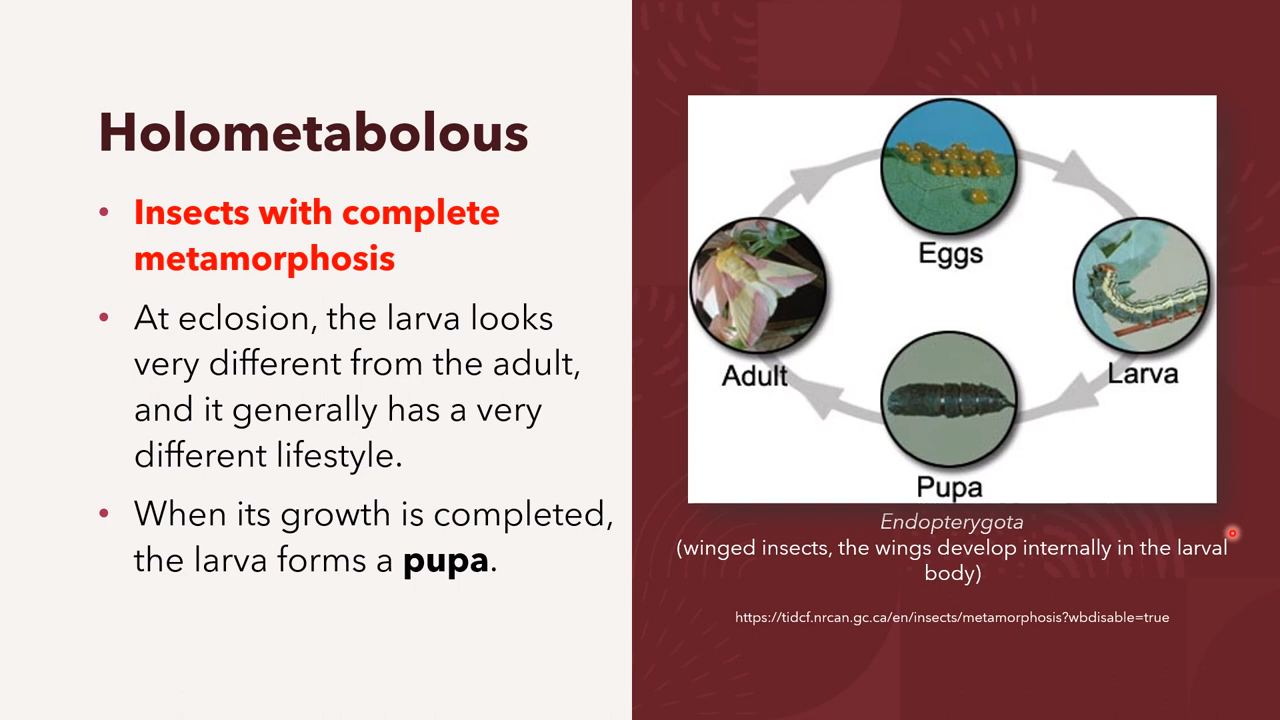 Holometabolous
• Insects with complete
metamorphosis
• At eclosion, the larva looks
very different from the adult,
and it generally has a very
different lifestyle.
• When its growth is completed,
the larva forms a pupa.
Eggs
Adult
Larva
Pupa
Endopterygota
(winged insects, the wings develop internally in the larval
body)
https://tidcf.nrcan.gc.ca/en/insects/metamorphosis?wbdisable=true